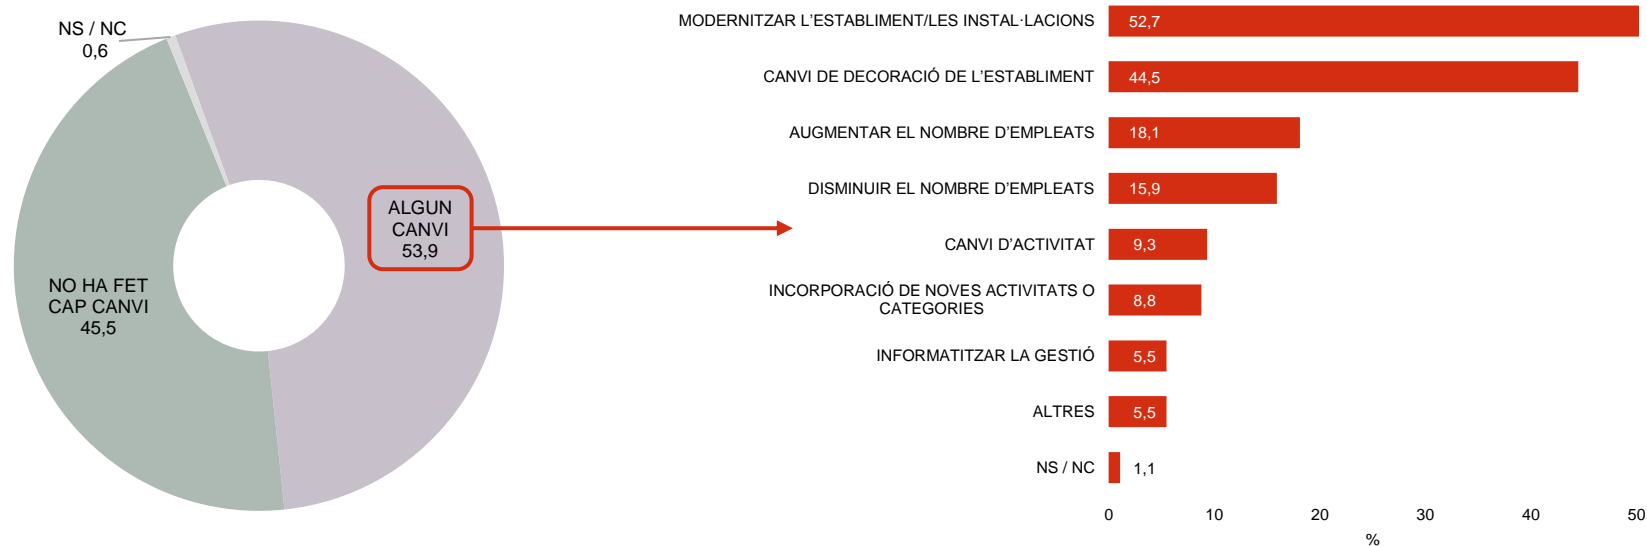 NS / NC
0,6
ALGUN
CANVI
53,9
NO HA FET
CAP CANVI
45,5
MODERNITZAR L'ESTABLIMENT/LES INSTAL·LACIONS
52,7
CANVI DE DECORACIÓ DE L'ESTABLIMENT
44,5
AUGMENTAR EL NOMBRE D'EMPLEATS
18,1
DISMINUIR EL NOMBRE D'EMPLEATS
15,9
CANVI D'ACTIVITAT
9,3
INCORPORACIÓ DE NOVES ACTIVITATS O
CATEGORIES
8,8
INFORMATITZAR LA GESTIÓ
5,5
ALTRES
5,5
NS / NC
1,1
0 10 20 30 40 50
%